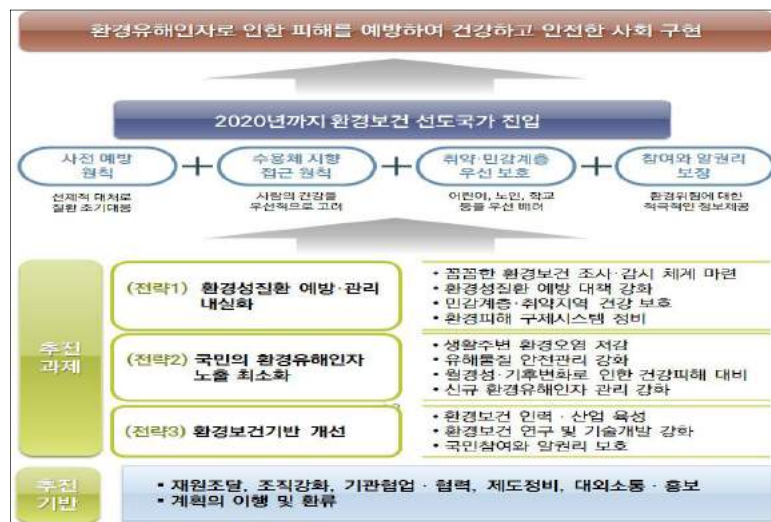 환경유해인자로 인한 피해를 예방하여 건강하고 안전한 사회 구현
2020년까지 환경보건 선도국가 진입
사전 예방
원칙
+
수용체 지향
접근 원칙
+
취약·민감계층
우선 보호
+
참여와 알권리
보장
선제적 대처로
질환 조기대응
사람의 건강을
우선적으로 고려
어린이, 노인, 학교
등을 우선 배려
환경위험에 대한
적극적인 정보제공
추진
과제
(전략1) 환경성질환 예방·관리
내실화
• 꼼꼼한 환경보건 조사·감시 체계 마련
• 환경성질환 예방 대책 강화
• 민감계층·취약지역 건강 보호
• 환경피해 구제시스템 정비
(전략2) 국민의 환경유해인자
노출 최소화
• 생활주변 환경오염 저감
• 유해물질 안전관리 강화
• 월경성·기후변화로 인한 건강피해 대비
• 신규 환경유해인자 관리 강화
(전략3) 환경보건기반 개선
• 환경보건 인력·산업 육성
• 환경보건 연구 및 기술개발 강화
• 국민참여와 알권리 보호
추진
기반
▪ 재원조달, 조직강화, 기관협업·협력, 제도정비, 대외소통·홍보
▪ 계획의 이행 및 환류